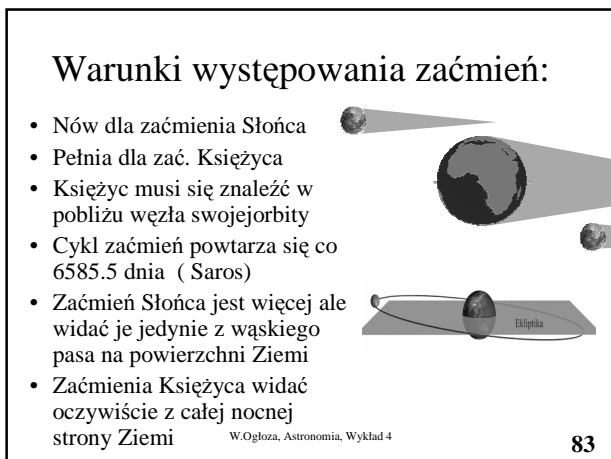 Warunki występowania zaćmień:
• Nów dla zaćmienia Słońca
• Pełnia dla zać. Księżyca
• Księżyc musi się znaleźć w
pobliżu węzła swojejorbity
• Cykl zaćmień powtarza się co
6585.5 dnia ( Saros)
• Zaćmień Słońca jest więcej ale
widać je jedynie z wąskiego
pasa na powierzchni Ziemi
• Zaćmienia Księżyca widać
oczywiście z całej nocnej
strony Ziemi
Ekliptika
W.Ogłoza, Astronomia, Wykład 4
83